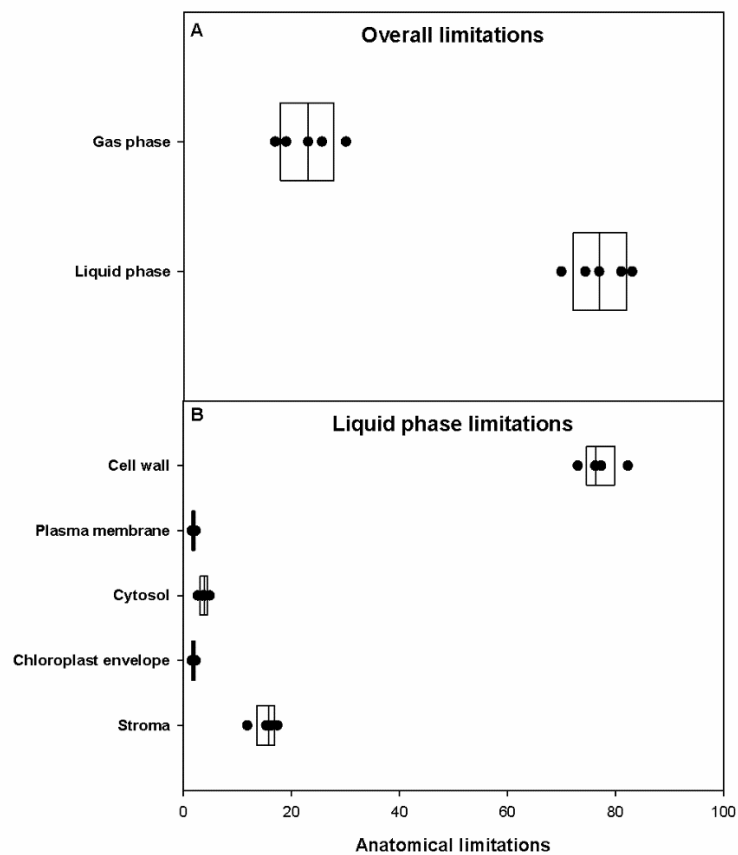 A
Overall limitations
Gas phase
Liquid phase
B
Liquid phase limitations
Cell wall
Plasma membrane
Cytosol
Chloroplast envelope
Stroma
0 20 40 60 80 100
Anatomical limitations